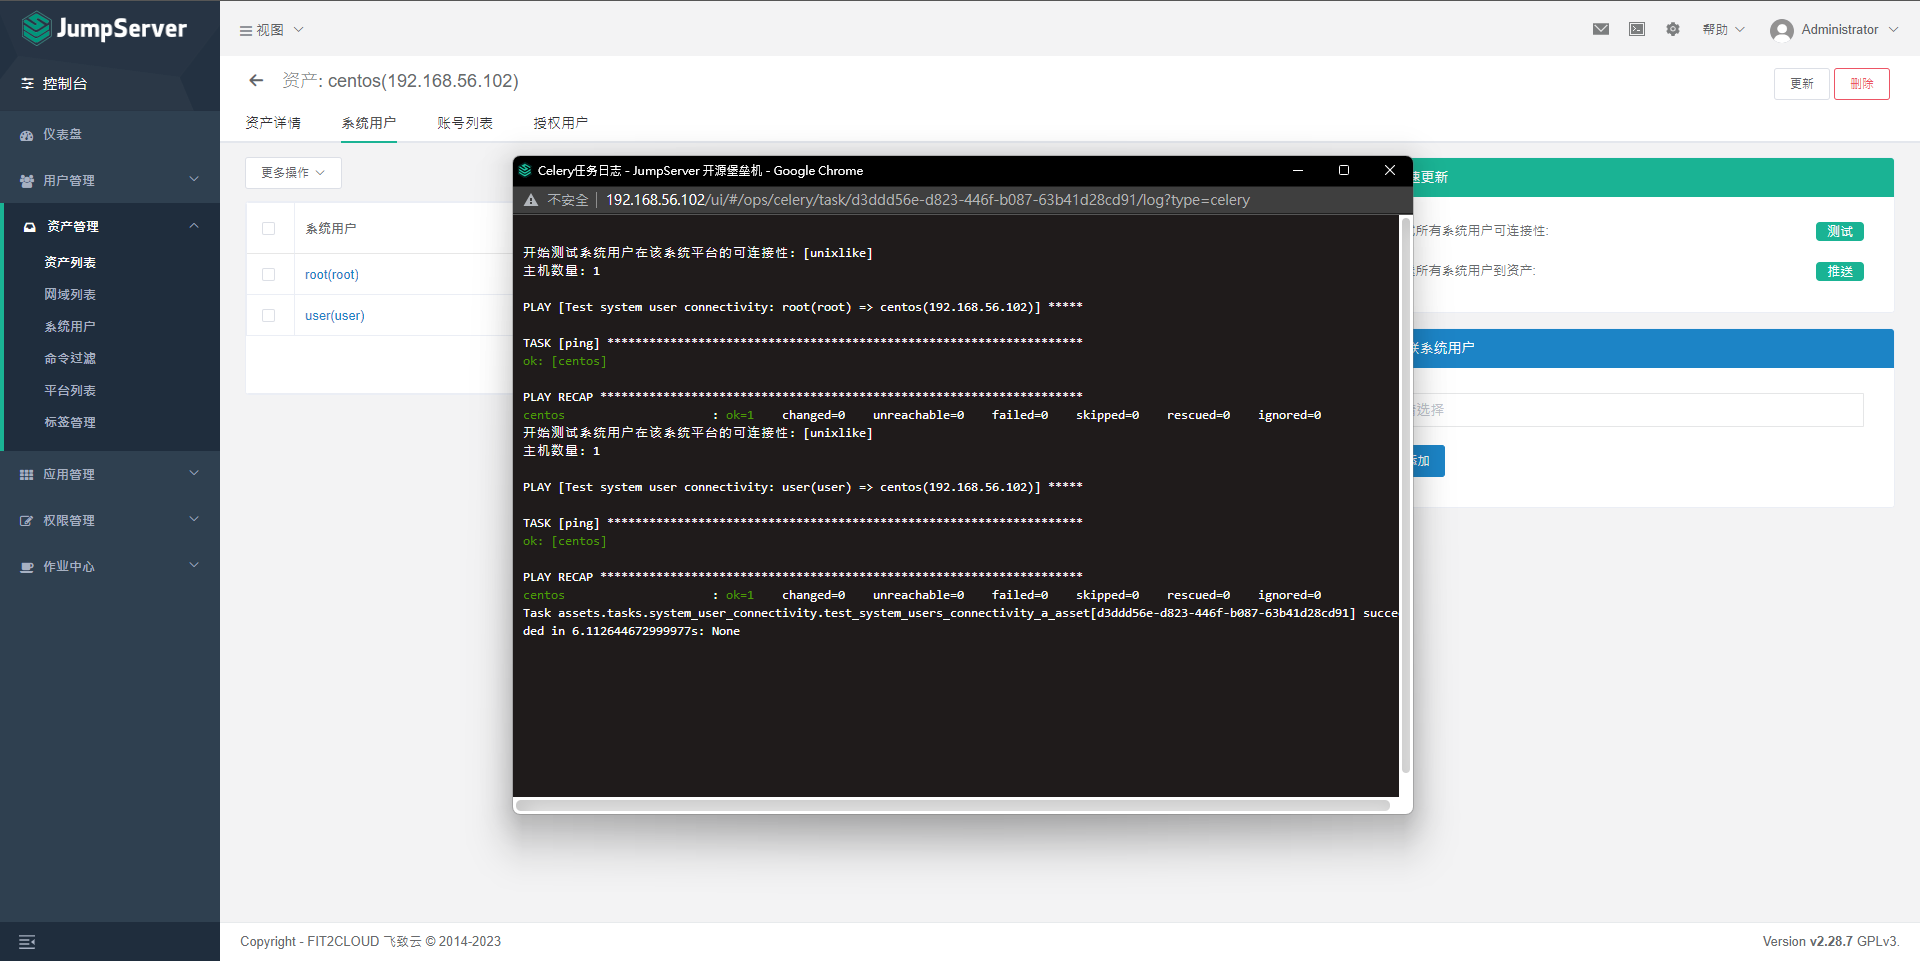 JumpServer
视图
帮助
Administrator
控制台
资产: centos(192.168.56.102)
更新
删除
资产详情
系统用户
账号列表
授权用户
仪表盘
用户管理
资产管理
资产列表
网域列表
系统用户
命令过滤
平台列表
标签管理
应用管理
权限管理
作业中心
更多操作
系统用户
root(root)
user(user)
Celery任务日志 - JumpServer 开源堡垒机 - Google Chrome
不安全
192.168.56.102/ui/#/ops/celery/task/d3ddd56e-d823-446f-b087-63b41d28cd91/log?type=celery
开始测试系统用户在该系统平台的可连接性: [unixlike]
主机数量: 1
PLAY [Test system user connectivity: root(root) => centos(192.168.56.102)] *****
TASK [ping] ********************************************************************
ok: [centos]
PLAY RECAP *********************************************************************
centos : ok=1 changed=0 unreachable=0 failed=0 skipped=0 rescued=0 ignored=0
开始测试系统用户在该系统平台的可连接性: [unixlike]
主机数量: 1
PLAY [Test system user connectivity: user(user) => centos(192.168.56.102)] *****
TASK [ping] ********************************************************************
ok: [centos]
PLAY RECAP *********************************************************************
centos : ok=1 changed=0 unreachable=0 failed=0 skipped=0 rescued=0 ignored=0
Task assets.tasks.system_user_connectivity.test_system_users_connectivity_a_asset[d3ddd56e-d823-446f-b087-63b41d28cd91] succe
ded in 6.112644672999977s: None
速更新
所有系统用户可连接性:
测试
所有系统用户到资产:
推送
联系统用户
请选择
添加
Copyright - FIT2CLOUD 飞致云 © 2014-2023
Version v2.28.7 GPLv3.